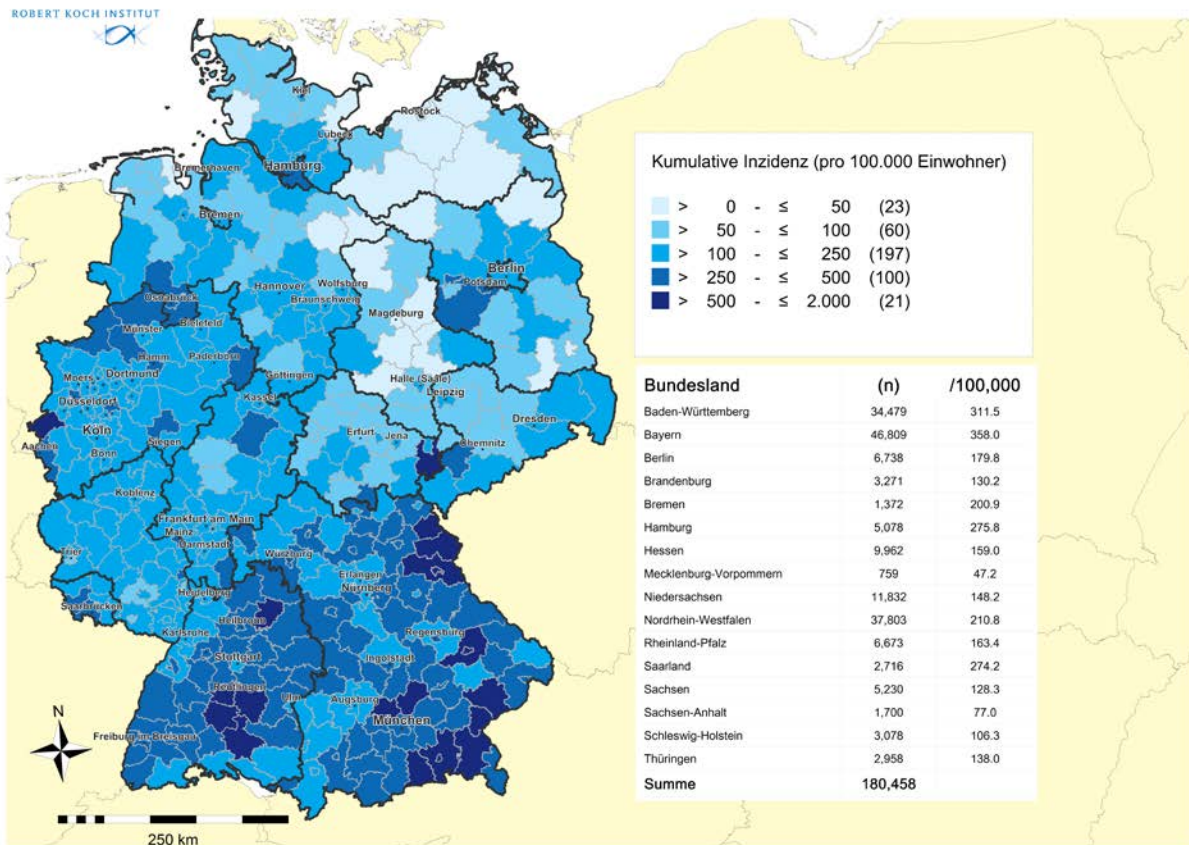 ROBERT KOCH INSTITUT
Kiel
Rostock
Lübeck
Hamburg
Bremerhaven
Bremen
Berlin
Potsdam
Hannover
Wolfsburg
Braunschweig
Magdeburg
Osnabrück
Bielefeld
Münster
Hamm
Paderborn
Moers
Dortmund
Düsseldorf
Göttingen
Halle (Saale)
Leipzig
Kassel
Dresden
Köln
Aachen
Siegen
Bonn
Erfurt
Jena
Chemnitz
Koblenz
Frankfurt am Main
Mainz
Darmstadt
Trier
Würzburg
Erlangen
Nürnberg
Heidelberg
Saarbrücken
Heilbronn
Karlsruhe
Regensburg
Stuttgart
Ingolstadt
Reutlingen
Ulm
Augsburg
München
Freiburg im Breisgau
N
250 km
Kumulative Inzidenz (pro 100.000 Einwohner)
> 0 - ≤ 50 (23)
> 50 - ≤ 100 (60)
> 100 - ≤ 250 (197)
> 250 - ≤ 500 (100)
> 500 - ≤ 2.000 (21)
Bundesland (n) /100,000
Baden-Württemberg 34,479 311.5
Bayern 46,809 358.0
Berlin 6,738 179.8
Brandenburg 3,271 130.2
Bremen 1,372 200.9
Hamburg 5,078 275.8
Hessen 9,962 159.0
Mecklenburg-Vorpommern 759 47.2
Niedersachsen 11,832 148.2
Nordrhein-Westfalen 37,803 210.8
Rheinland-Pfalz 6,673 163.4
Saarland 2,716 274.2
Sachsen 5,230 128.3
Sachsen-Anhalt 1,700 77.0
Schleswig-Holstein 3,078 106.3
Thüringen 2,958 138.0
Summe 180,458